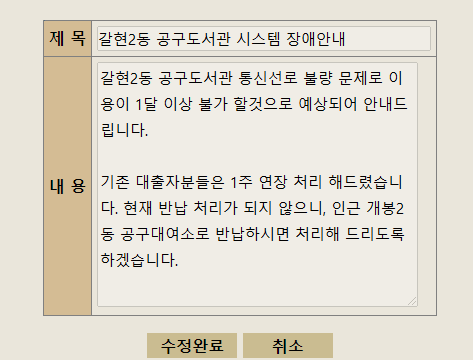 제 목
갈현2동 공구도서관 시스템 장애안내
내 용
갈현2동 공구도서관 통신선로 불량 문제로 이
용이 1달 이상 불가 할것으로 예상되어 안내드
립니다.
기존 대출자분들은 1주 연장 처리 해드렸습니
다. 현재 반납 처리가 되지 않으니, 인근 개봉2
동 공구대여소로 반납하시면 처리해 드리도록
하겠습니다.
수정완료
취소